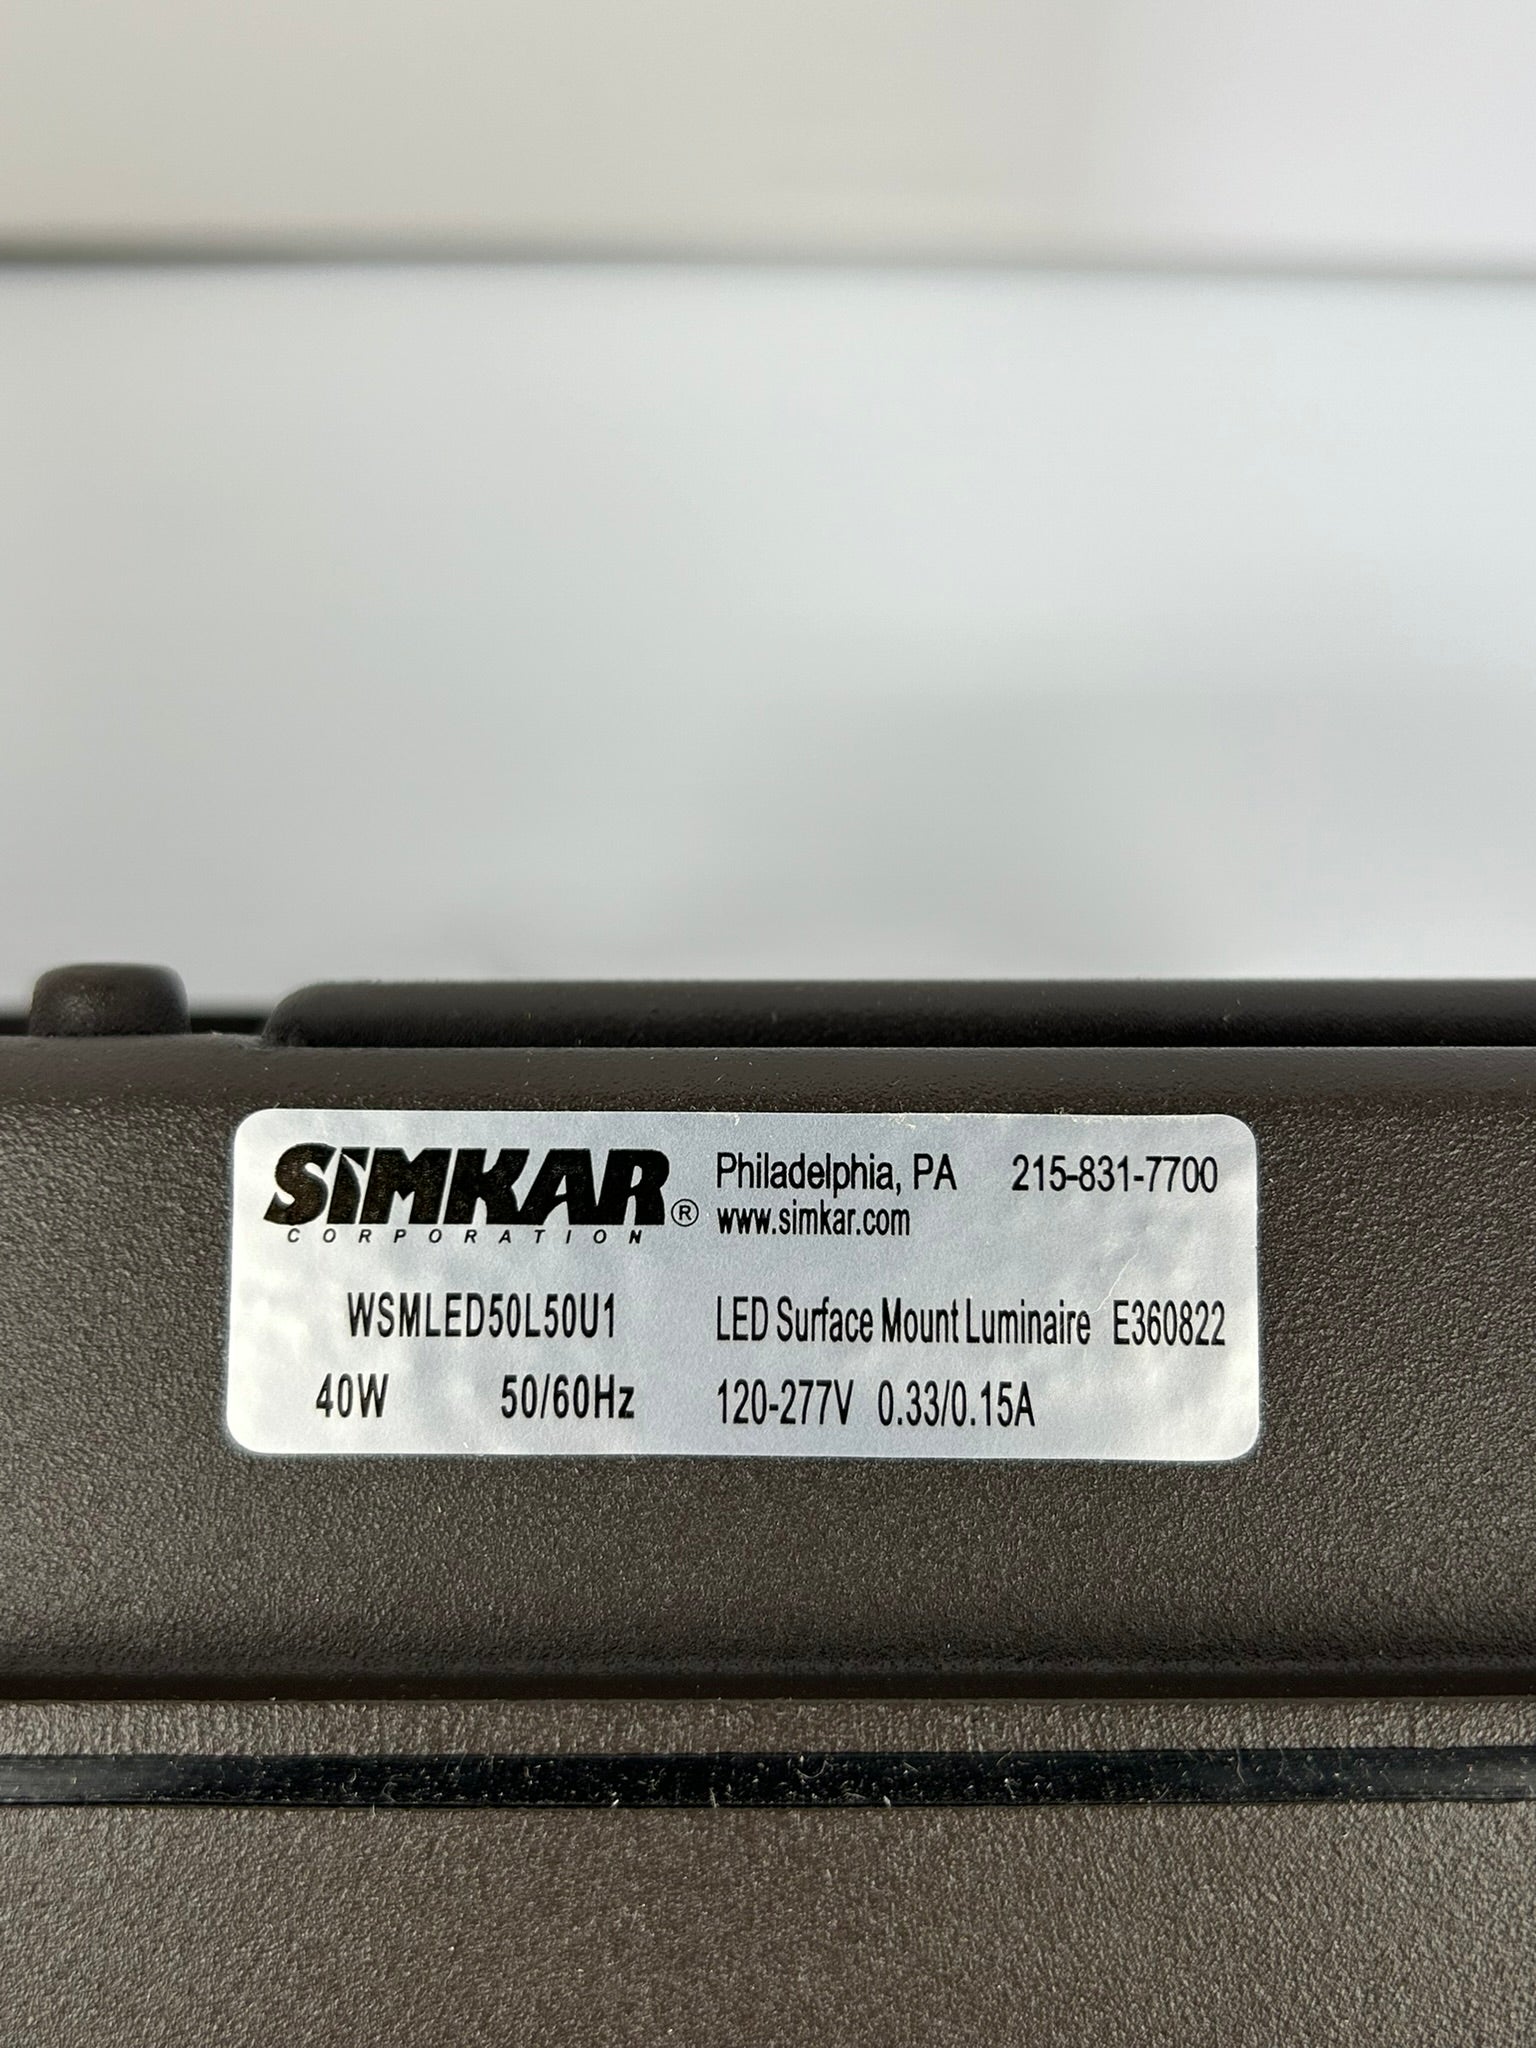 SIMKAR ®
CORPORATION
Philadelphia, PA 215-831-7700
www.simkar.com
WSMLED50L50U1 LED Surface Mount Luminaire E360822
40W 50/60Hz 120-277V 0.33/0.15A